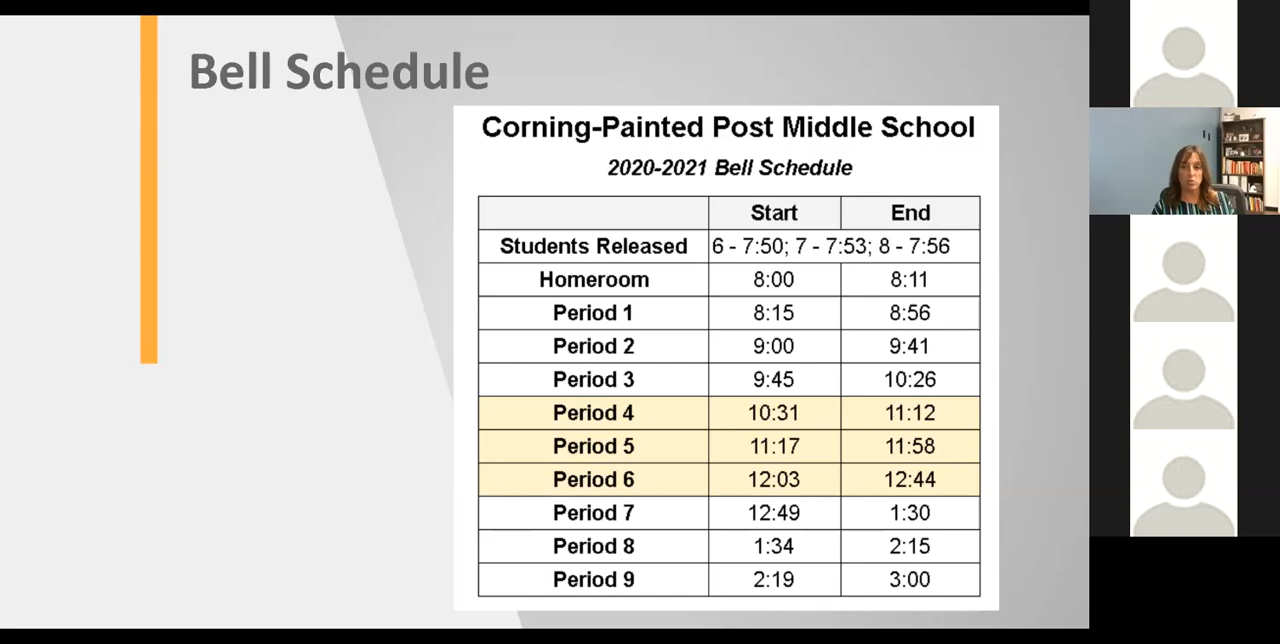 Bell Schedule
Corning-Painted Post Middle School
2020-2021 Bell Schedule
Start End
Students Released 6 - 7:50; 7 - 7:53; 8 - 7:56
Homeroom 8:00 8:11
Period 1 8:15 8:56
Period 2 9:00 9:41
Period 3 9:45 10:26
Period 4 10:31 11:12
Period 5 11:17 11:58
Period 6 12:03 12:44
Period 7 12:49 1:30
Period 8 1:34 2:15
Period 9 2:19 3:00